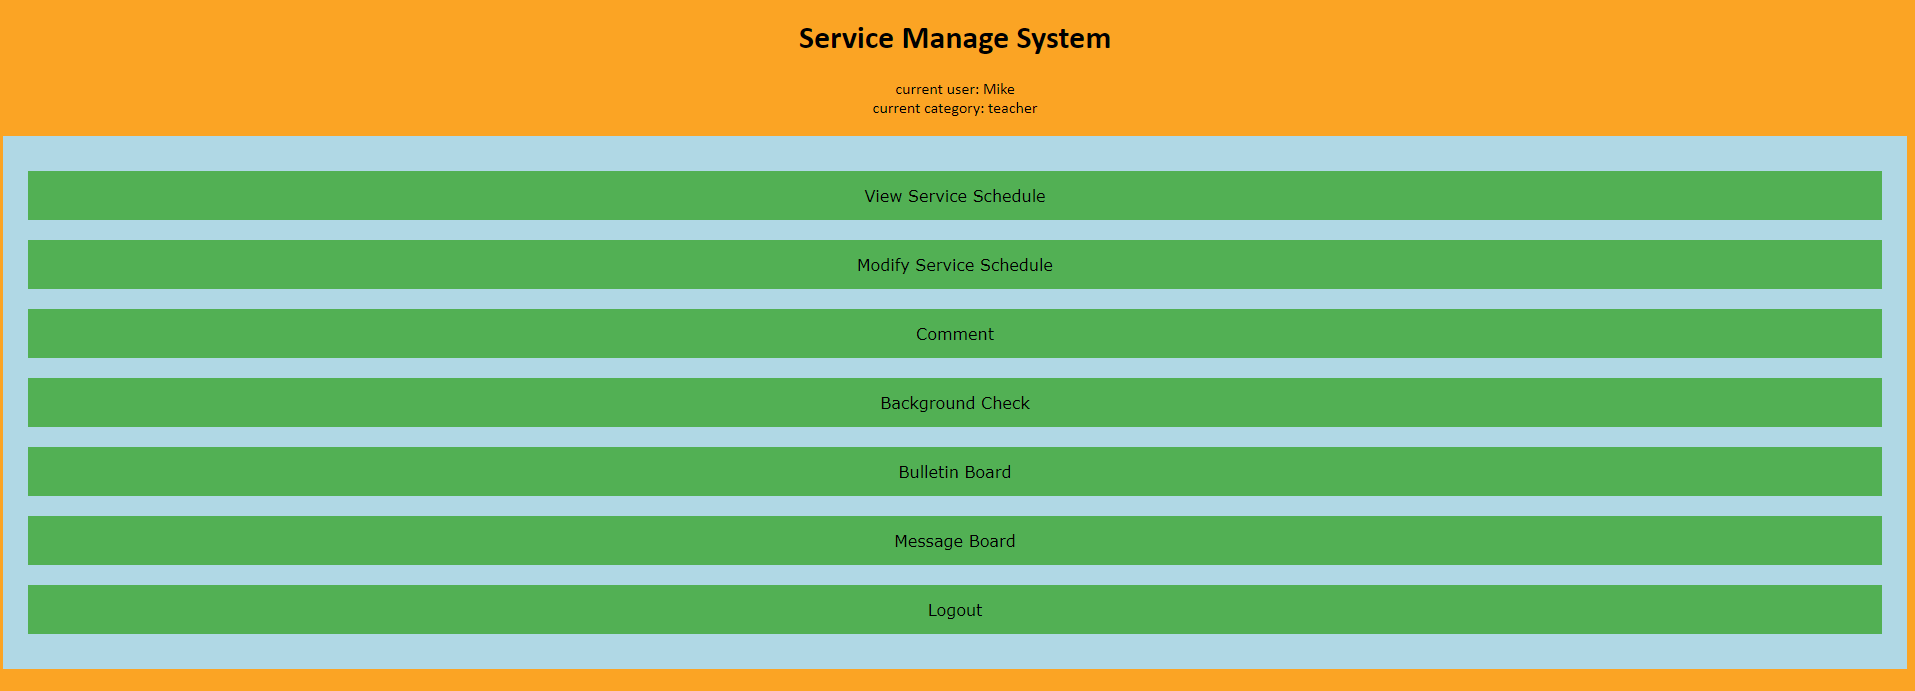 Service Manage System
current user: Mike
current category: teacher
View Service Schedule
Modify Service Schedule
Comment
Background Check
Bulletin Board
Message Board
Logout